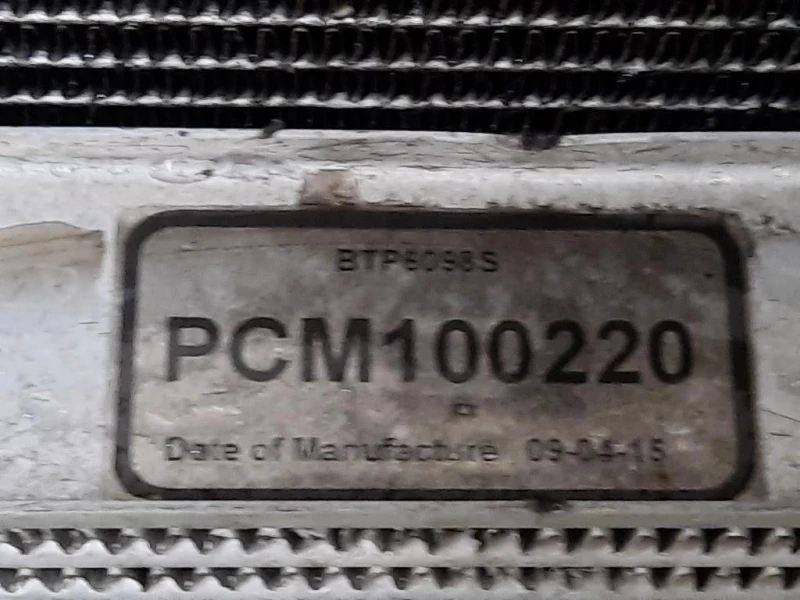 BTP6098S
PCM100220
Date of Manufacture 09-04-15